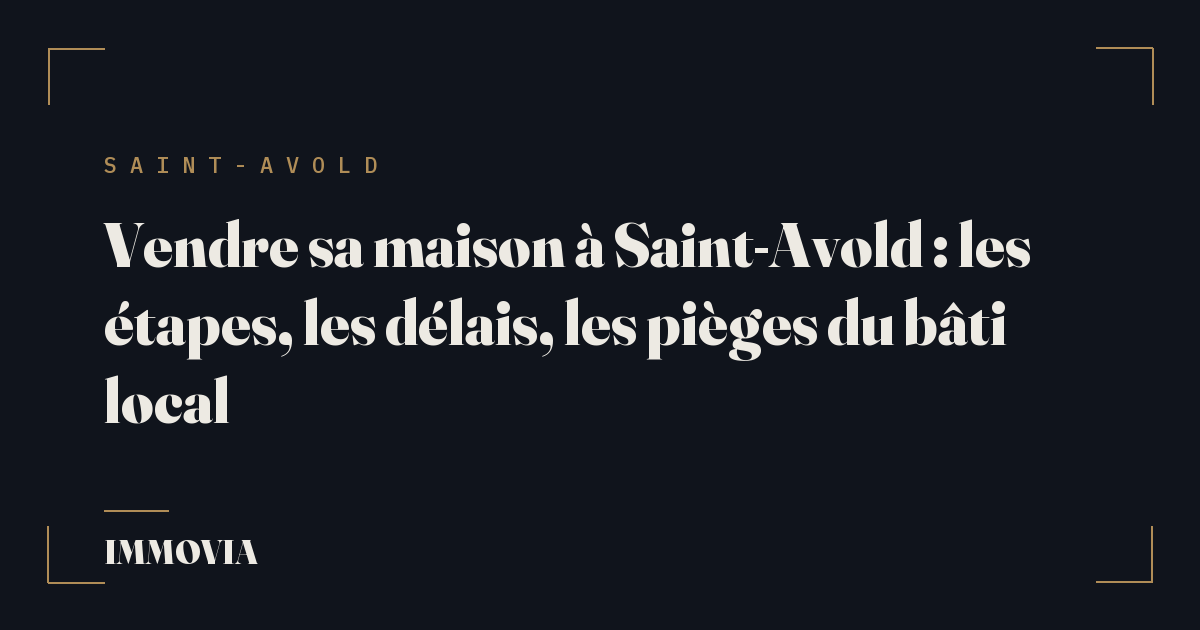 SAINT-AVOLD
Vendre sa maison à Saint-Avold : les
étapes, les délais, les pièges du bâti
local
IMMOVIA